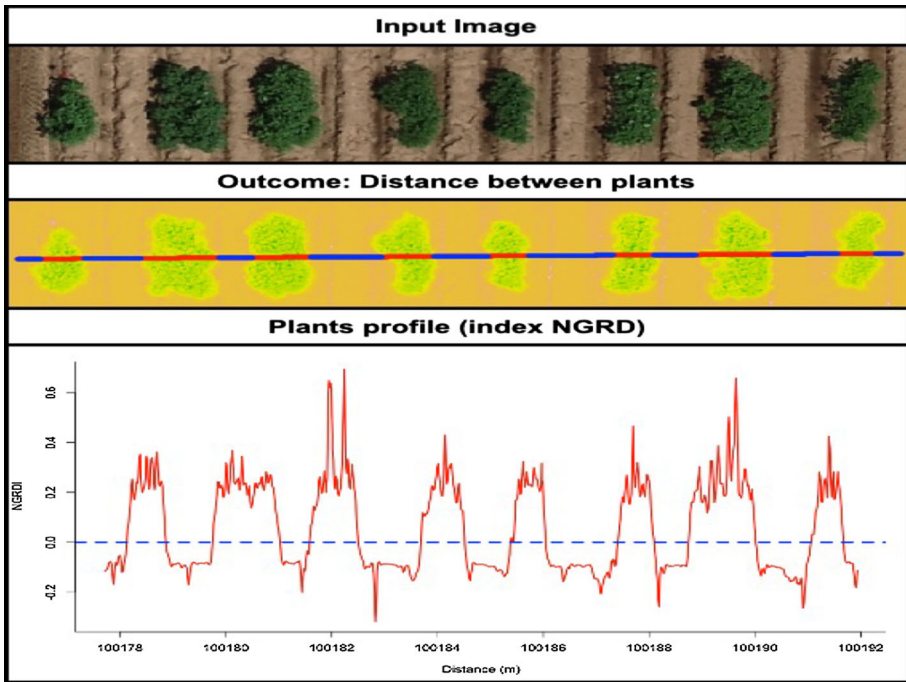 Input Image
Outcome: Distance between plants
Plants profile (index NGRD)
0.6
0.4
0.2
0.0
-0.2
NGRDI
100178 100180 100182 100184 100186 100188 100190 100192
Distance (m)